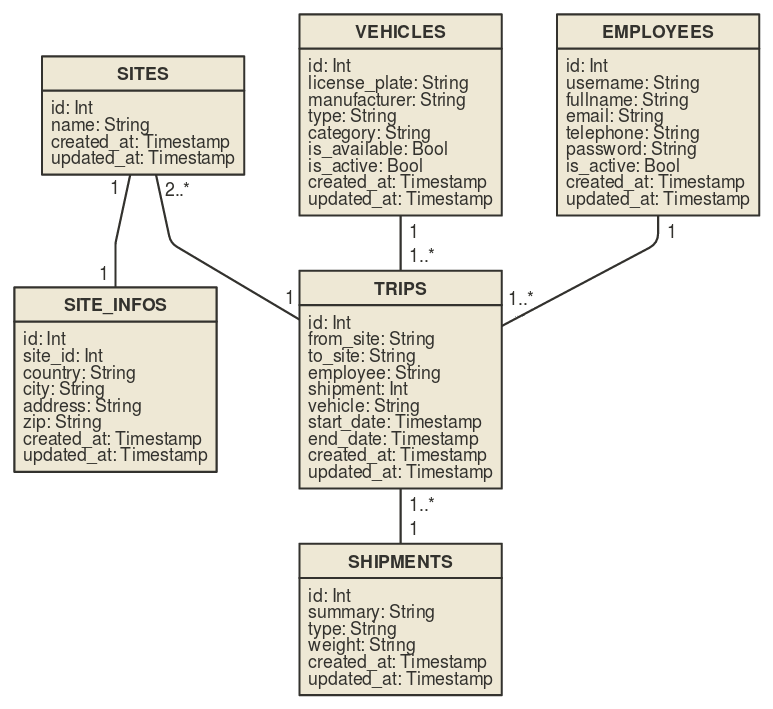 VEHICLES
id: Int
license_plate: String
manufacturer: String
type: String
category: String
is_available: Bool
is_active: Bool
created_at: Timestamp
updated_at: Timestamp
EMPLOYEES
id: Int
username: String
fullname: String
email: String
telephone: String
password: String
is_active: Bool
created_at: Timestamp
updated_at: Timestamp
SITES
id: Int
name: String
created_at: Timestamp
updated_at: Timestamp
1
2..*
1
1
1
1..*
1
1..*
SITE_INFOS
id: Int
site_id: Int
country: String
city: String
address: String
zip: String
created_at: Timestamp
updated_at: Timestamp
TRIPS
id: Int
from_site: String
to_site: String
employee: String
shipment: Int
vehicle: String
start_date: Timestamp
end_date: Timestamp
created_at: Timestamp
updated_at: Timestamp
1..*
1
SHIPMENTS
id: Int
summary: String
type: String
weight: String
created_at: Timestamp
updated_at: Timestamp